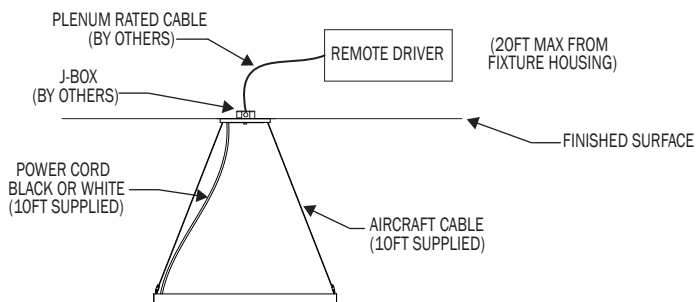 PLENUM RATED CABLE
(BY OTHERS)
REMOTE DRIVER
(20FT MAX FROM
FIXTURE HOUSING)
J-BOX
(BY OTHERS)
FINISHED SURFACE
POWER CORD
BLACK OR WHITE
(10FT SUPPLIED)
AIRCRAFT CABLE
(10FT SUPPLIED)